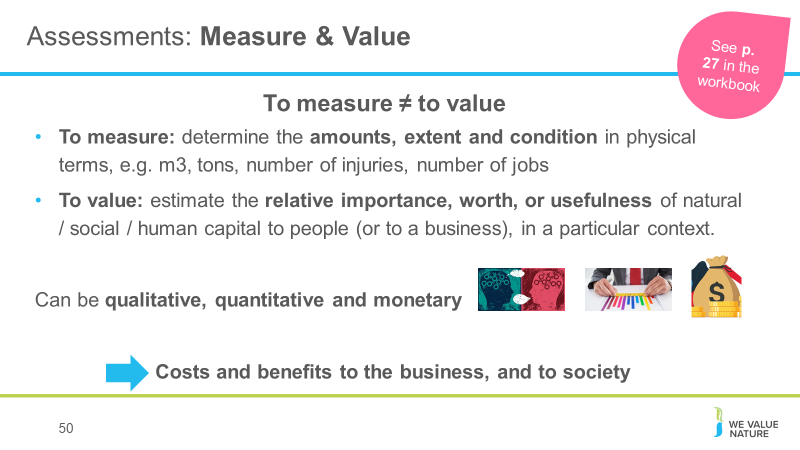 Assessments: Measure & Value
See p.
27 in the
workbook
To measure ≠ to value
• To measure: determine the amounts, extent and condition in physical
terms, e.g. m3, tons, number of injuries, number of jobs
• To value: estimate the relative importance, worth, or usefulness of natural
/ social / human capital to people (or to a business), in a particular context.
Can be qualitative, quantitative and monetary
$
Costs and benefits to the business, and to society
50
WE VALUE
NATURE